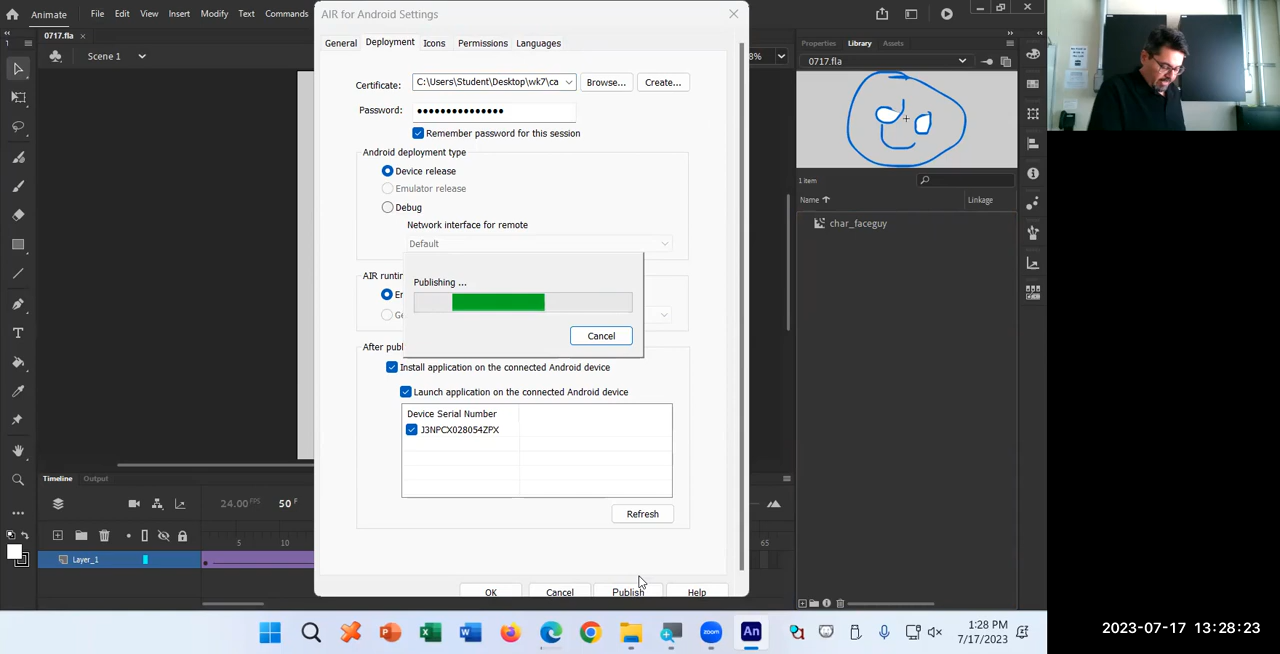 Animate
File Edit View Insert Modify Text Commands
AIR for Android Settings
0717.fla
Scene 1
General Deployment Icons Permissions Languages
Certificate: C:\Users\Student\Desktop\wk7\ca Browse... Create...
Password: •••••••••••••••
Remember password for this session
Android deployment type
Device release
Emulator release
Debug
Network interface for remote
Default
AIR runtin
Publishing ...
Cancel
After publ
Install application on the connected Android device
Launch application on the connected Android device
Device Serial Number
J3NPCX028054ZPX
Refresh
OK Cancel Publish Help
8%
Properties Library Assets
0717.fla
1 item
Name Linkage
char_faceguy
Timeline Output
24.00 FPS 50 F
5 10 65
Layer_1
An
1:28 PM
7/17/2023
2023-07-17 13:28:23